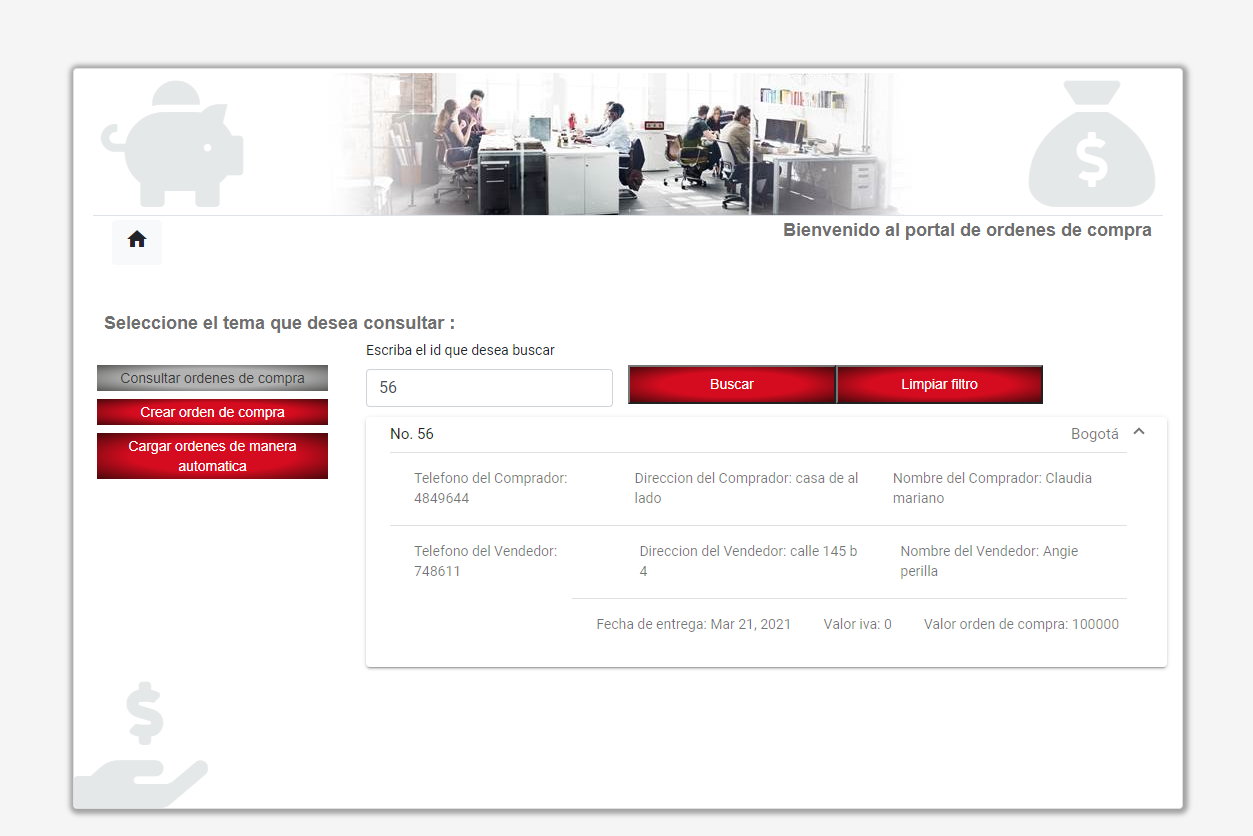 Bienvenido al portal de ordenes de compra
Seleccione el tema que desea consultar :
Consultar ordenes de compra
Crear orden de compra
Cargar ordenes de manera
automatica
Escriba el id que desea buscar
56
Buscar
Limpiar filtro
No. 56
Bogotá
Telefono del Comprador:
4849644
Direccion del Comprador: casa de al
lado
Nombre del Comprador: Claudia
mariano
Telefono del Vendedor:
748611
Direccion del Vendedor: calle 145 b
4
Nombre del Vendedor: Angie
perilla
Fecha de entrega: Mar 21, 2021
Valor iva: 0
Valor orden de compra: 100000